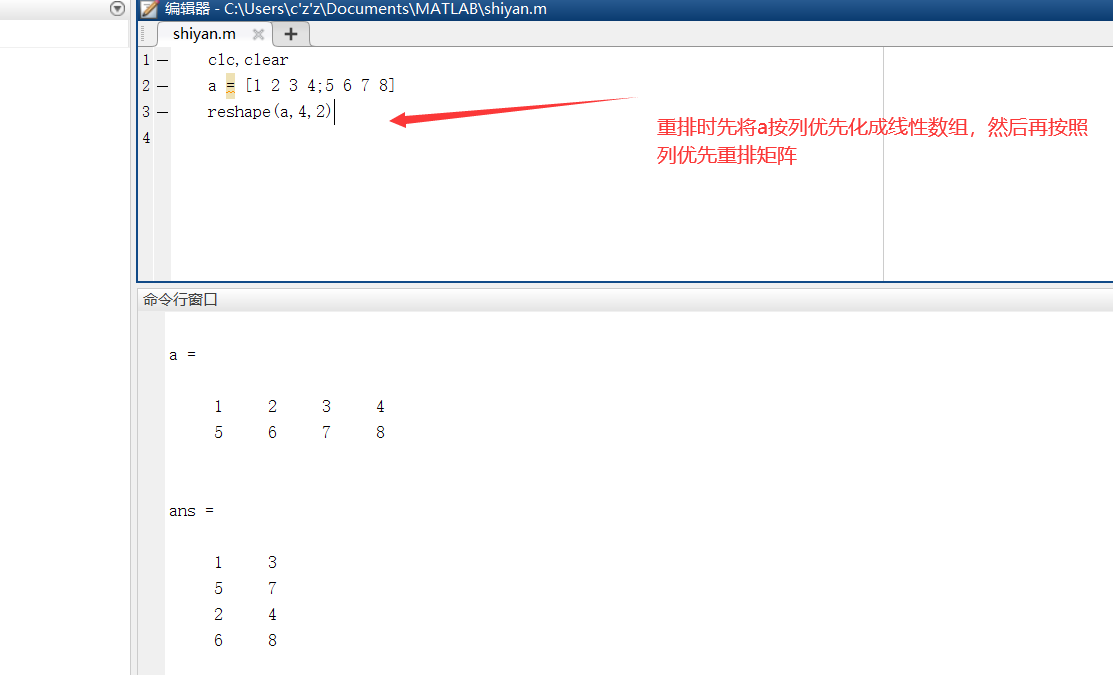 编辑器 - C:\Users\c'z'z\Documents\MATLAB\shiyan.m
shiyan.m
1 — clc,clear
2 — a = [1 2 3 4;5 6 7 8]
3 — reshape(a,4,2)
4
重排时先将a按列优先化成线性数组，然后再按照
列优先重排矩阵
命令行窗口
a =
1 2 3 4
5 6 7 8
ans =
1 3
5 7
2 4
6 8